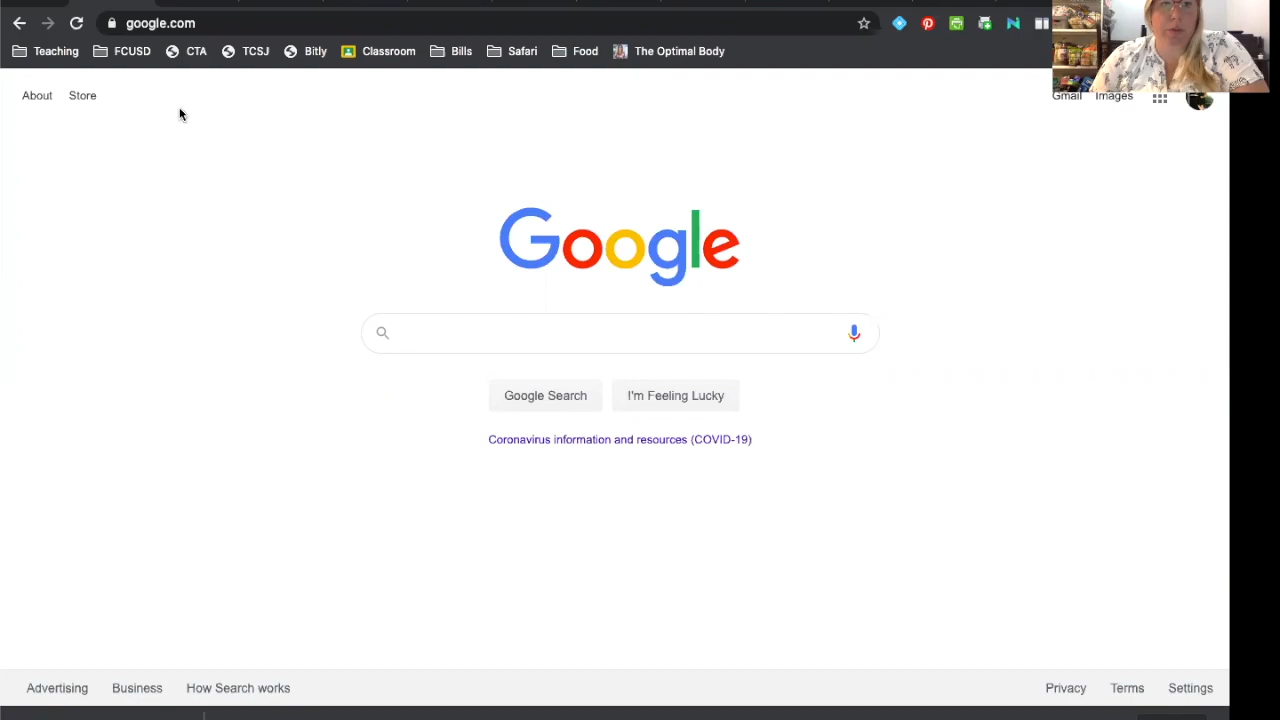 google.com
Teaching FCUSD CTA TCSJ Bitly Classroom Bills Safari Food The Optimal Body
About Store Gmail Images
Google
Google Search I'm Feeling Lucky
Coronavirus information and resources (COVID-19)
Advertising Business How Search works Privacy Terms Settings